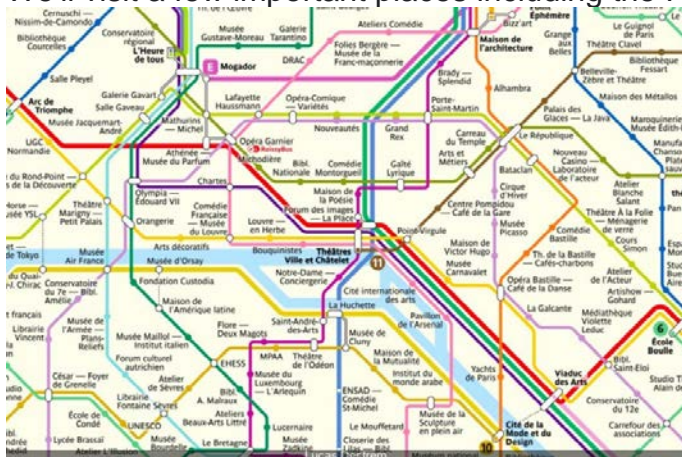 Cernuschi —
Nissim-de-Camondo
Bibliothèque
Courcelles
Conservatoire
régional
L'Heure
de tous
Musée
Gustave-Moreau
Galerie
Tarantino
Ateliers Comédie
Bizz'art
Éphémère
Maison de
l'architecture
Grange
aux
Belles
Le Guignol
de Paris
Théâtre Clavel
Bibliothèque
Fessart
E
Mogador
DRAC
Folies Bergère —
Musée de la
Franc-maçonnerie
Salle Pleyel
Brady —
Splendid
Alhambra
Belleville-
Zèbre et Théâtre
Maison des Métallos
Arc de
Triomphe
Galerie Gavart
Salle Gaveau
Musée Jacquemart-
André
Mathurins
— Michel
Lafayette
Haussmann
Opéra-Comique
— Variétés
Porte-
Saint-Martin
Palais des
Glaces — La Java
UGC
Normandie
Athénée —
Musée du Parfum
Opéra Garnier
Michodière
Nouveautés
Grand
Rex
Carreau
du Temple
Le République
du Rond-Point —
s de la Découverte
Bibl.
Nationale
Comédie
Montorgueil
Gaîté
Lyrique
Arts et
Métiers
Bataclan
Nouveau
Casino —
Laboratoire
de l'acteur
Chartes
Olympia —
Édouard VII
Maison de
la Poésie
Cirque
d'Hiver
Atelier
Blanche
Salant
Théâtre
Marigny —
Petit Palais
Orangerie
Comédie
Française —
Musée
du Louvre
Louvre
en Herbe
Forum des images
— La Place
Centre Pompidou
— Café de la Gare
Musée
Picasso
Théâtre À la Folie
— Ménagerie
de verre
Arts décoratifs
Bouquinistes
Théâtres
Ville et Châtelet
Point-Virgule
Maison de
Victor Hugo
Comédie
Bastille
Cours
Simon
de Tokyo
Musée
Air France
Musée d'Orsay
11
Musée
Carnavalet
Th. de la Bastille
— Cafés-charbons
Fondation Custodia
Notre-Dame —
Conciergerie
Opéra Bastille —
Café de la Danse
Atelier
de l'Acteur
Conservatoire
du 7e — Bibl.
Amélie
Maison de
l'Amérique latine
Cité internationale
des arts
La Huchette
La Galcante
Artishow —
Gohard
Librairie
Vincent
Musée de
l'Armée —
Plans-
Reliefs
Musée Maillol —
Institut italien
Flore —
Deux Magots
Saint-André-
des-Arts
Musée de
Cluny
Pavillon
de l'Arsenal
Médiathèque
Violette
Leduc
6
École
Boulle
Forum culturel
autrichien
EHESS
MPAA
Théâtre
de l'Odéon
Maison de
la Mutualité
Yachts
de Paris
Viaduc
des Arts
Bibl.
Saint-Eloi
César — Foyer
de Grenelle
Atelier
de Sèvres
Musée du
Luxembourg
— L'Arlequin
Institut du
monde arabe
Librairie
Fontaine Sèvres
Bibl.
A. Malraux
ENSAD —
Comédie
St-Michel
Musée de la
Sculpture
en plein air
Conservatoire
du 12e
École de
Condé
UNESCO
Ateliers
Beaux-Arts Littré
Lucernaire
Le Mouffetard
10
Cité de la
Mode et du
Design
Carrefour des
associations
Lycée Brassaï
Atelier L'Illusion
Musée
Bourdelle
Le Bretagne
Musée
Zadkine
Closerie des